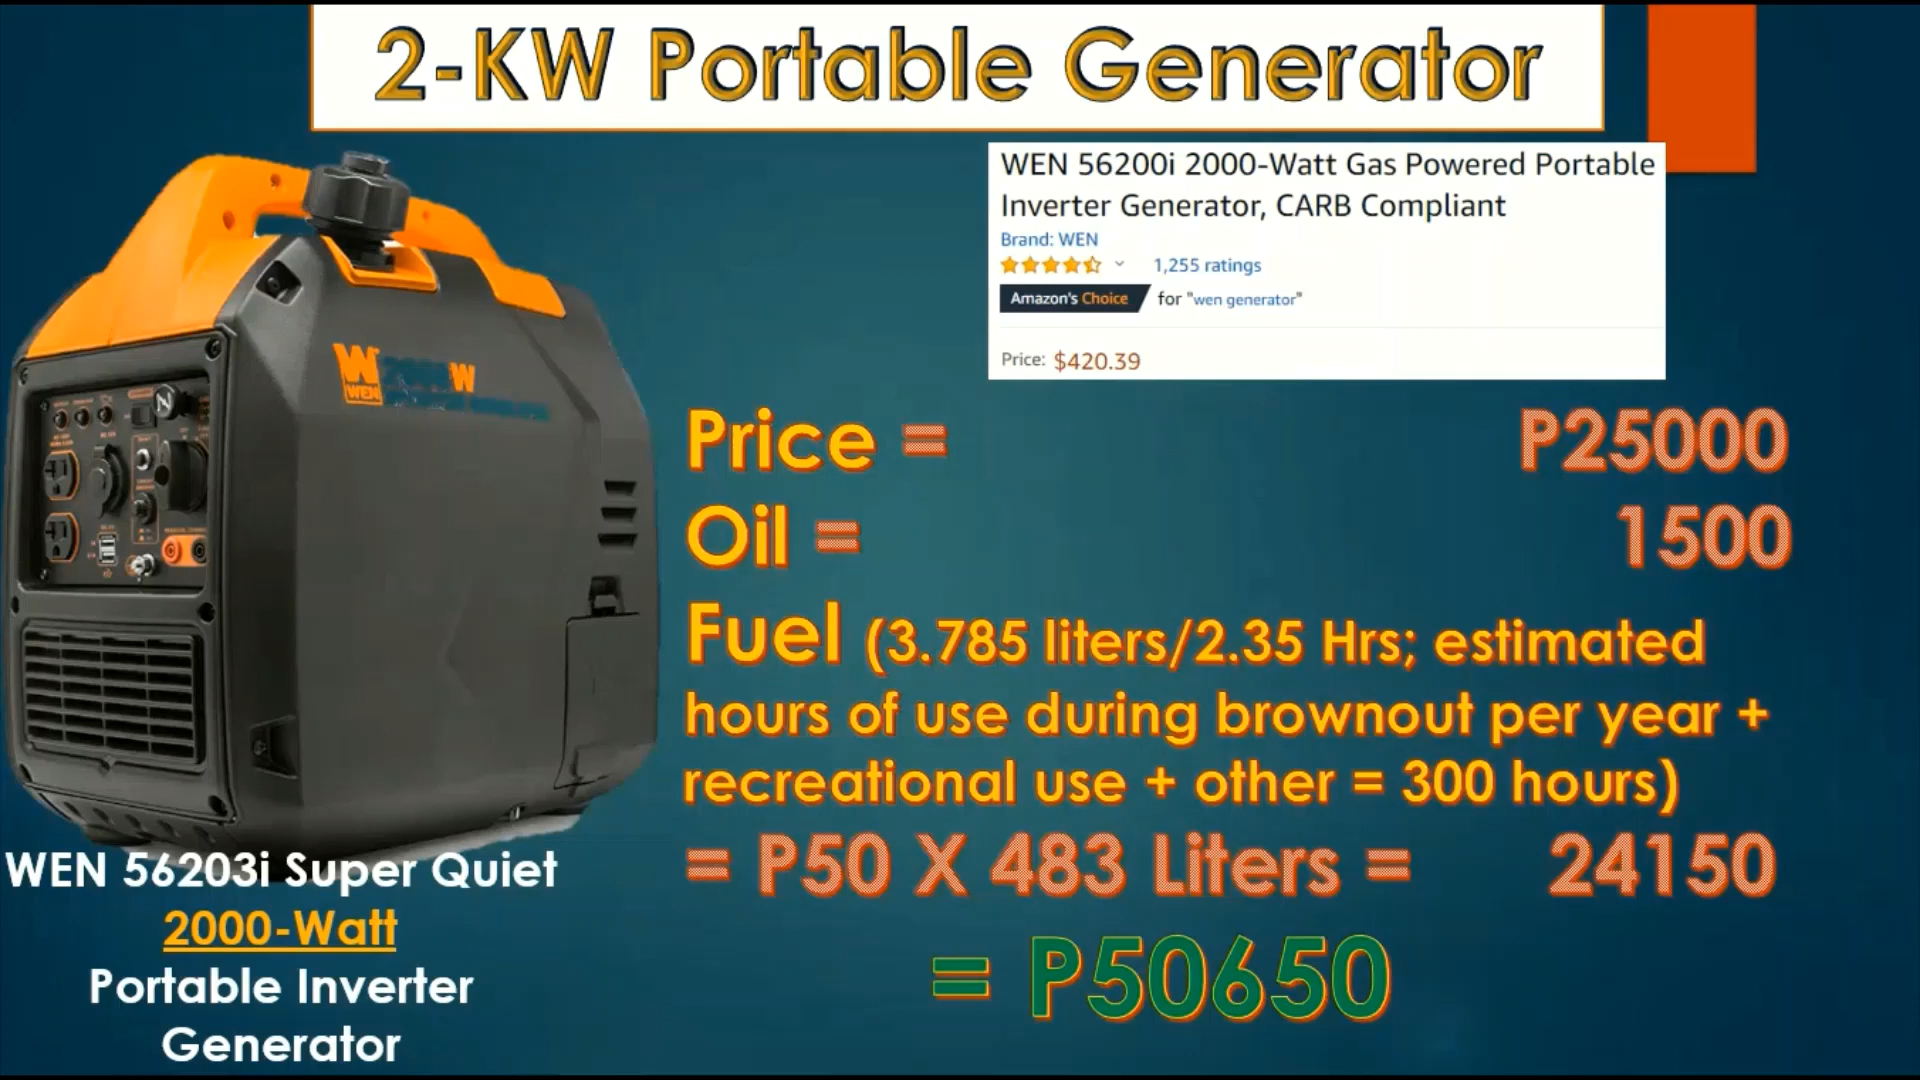 2-KW Portable Generator
WEN 56200i 2000-Watt Gas Powered Portable
Inverter Generator, CARB Compliant
Brand: WEN
1,255 ratings
Amazon's Choice for "wen generator"
Price: $420.39
W
WEN
W
Price = P25000
Oil = 1500
Fuel (3.785 liters/2.35 Hrs; estimated
hours of use during brownout per year +
recreational use + other = 300 hours)
= P50 X 483 Liters = 24150
= P50650
WEN 56203i Super Quiet
2000-Watt
Portable Inverter
Generator